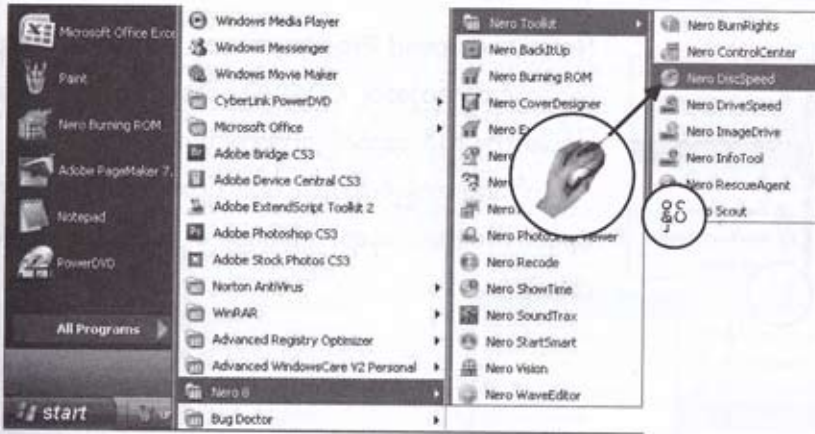 Microsoft Office Exce
Paint
Nero Burning ROM
Adobe PageMaker 7.
Notepad
PowerDVD
All Programs
start
Windows Media Player
Windows Messenger
Windows Movie Maker
CyberLink PowerDVD
Microsoft Office
Adobe Bridge CS3
Adobe Device Central CS3
Adobe ExtendScript Toolkit 2
Adobe Photoshop CS3
Adobe Stock Photos CS3
Norton AntiVirus
WinRAR
Advanced Registry Optimizer
Advanced WindowsCare V2 Personal
Nero 8
Bug Doctor
Nero Toolkit
Nero BackItUp
Nero Burning ROM
Nero CoverDesigner
Nero
Nero
Nero
Nero
Nero PhotoSnap Viewer
Nero Recode
Nero ShowTime
Nero SoundTrax
Nero StartSmart
Nero Vision
Nero WaveEditor
Nero BurnRights
Nero ControlCenter
Nero DiscSpeed
Nero DriveSpeed
Nero ImageDrive
Nero InfoTool
Nero RescueAgent
Scout